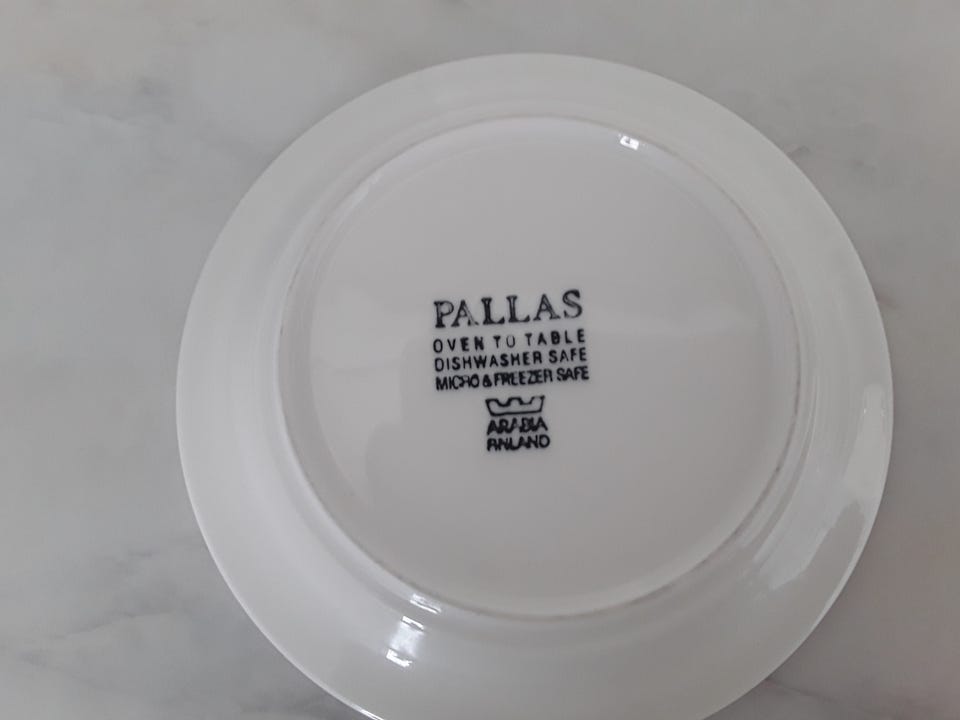 PALLAS
OVEN TO TABLE
DISHWASHER SAFE
MICRO & FREEZER SAFE
ARABIA
FINLAND